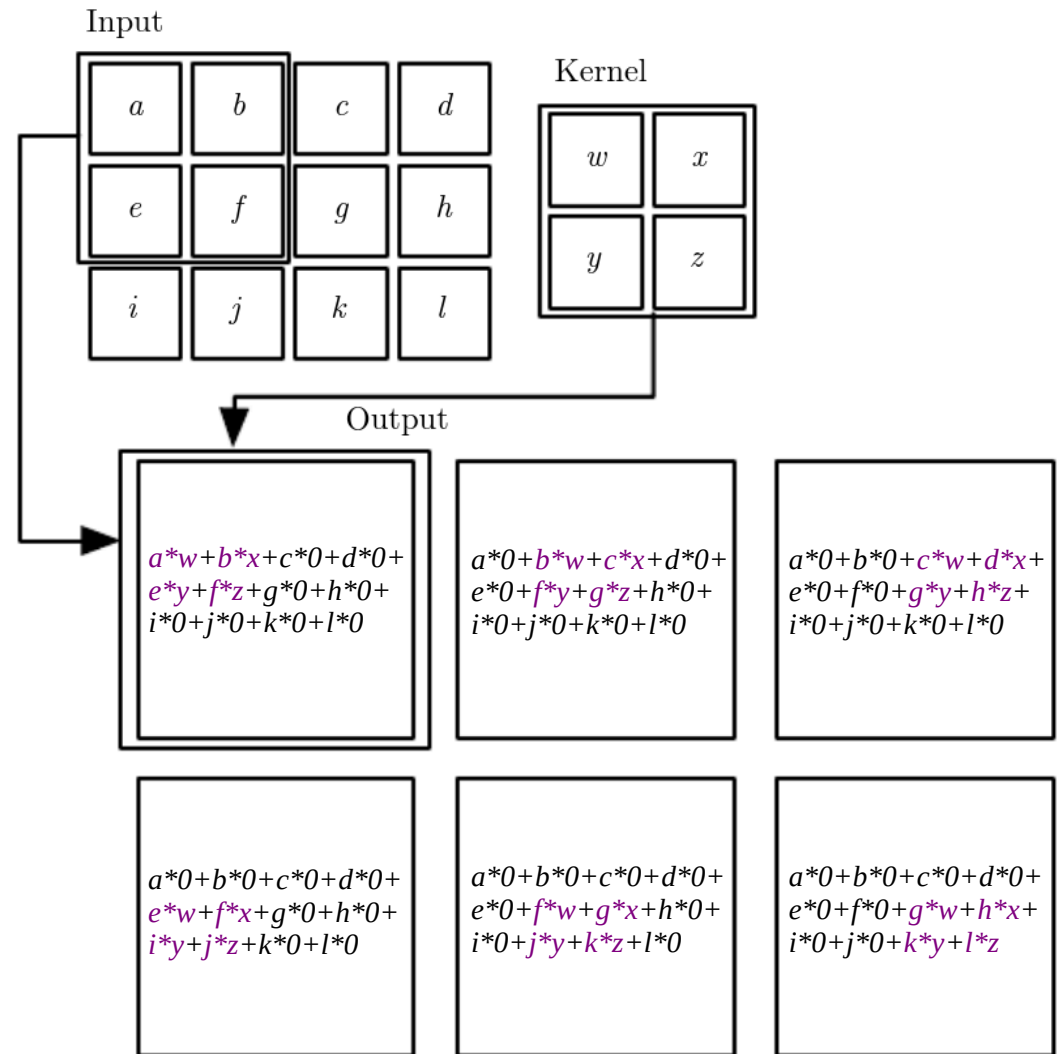 Input
Kernel
a b c d
w x
e f g h
y z
i j k l
Output
a*w+b*x+c*0+d*0+
e*y+f*z+g*0+h*0+
i*0+j*0+k*0+l*0
a*0+b*w+c*x+d*0+
e*0+f*y+g*z+h*0+
i*0+j*0+k*0+l*0
a*0+b*0+c*w+d*x+
e*0+f*0+g*y+h*z+
i*0+j*0+k*0+l*0
a*0+b*0+c*0+d*0+
e*w+f*x+g*0+h*0+
i*y+j*z+k*0+l*0
a*0+b*0+c*0+d*0+
e*0+f*w+g*x+h*0+
i*0+j*y+k*z+l*0
a*0+b*0+c*0+d*0+
e*0+f*0+g*w+h*x+
i*0+j*0+k*y+l*z